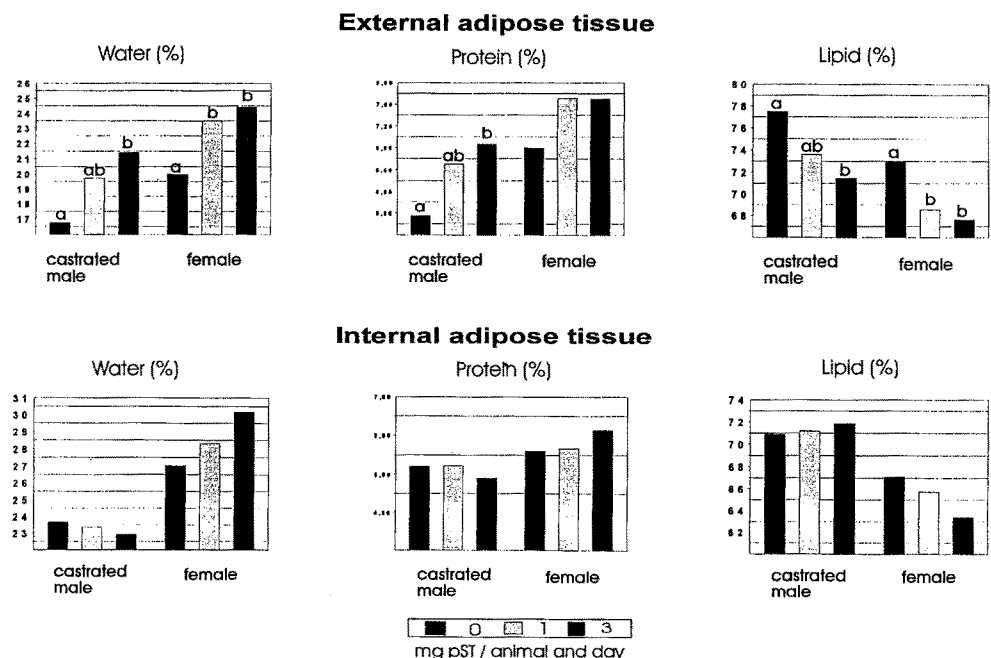 External adipose tissue
Water (%)
Protein (%)
Lipid (%)
26
25
24
23
22
21
20
19
17
a
ab
b
a
b
b
castrated male
female
a
ab
b
castrated male
female
80
78
76
74
72
70
68
a
ab
b
a
b
b
castrated male
female
Internal adipose tissue
Water (%)
Protein (%)
Lipid (%)
31
30
29
28
27
25
24
23
castrated male
female
castrated male
female
74
72
70
68
66
64
62
castrated male
female
0 1 3
mg pST / animal and day